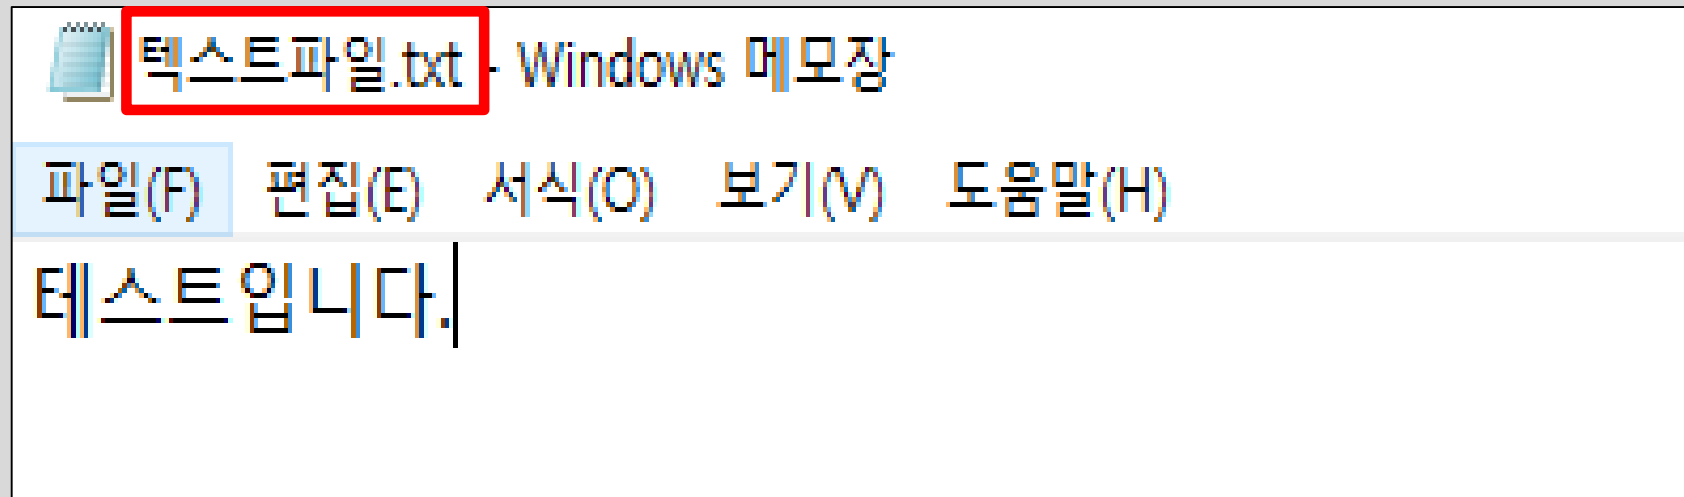 텍스트파일.txt - Windows 메모장
파일(F) 편집(E) 서식(O) 보기(V) 도움말(H)
테스트입니다.